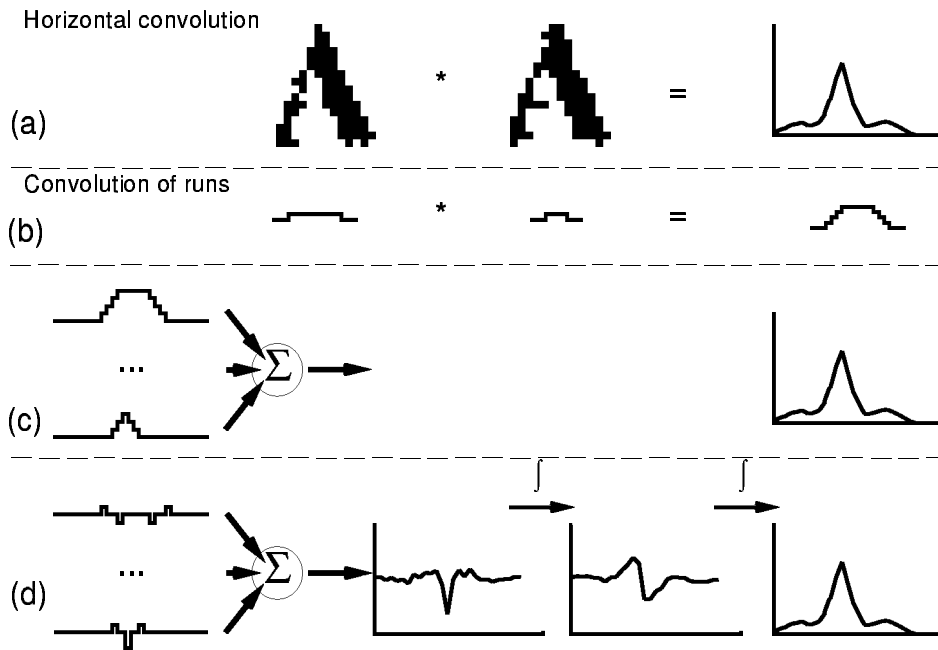 Horizontal convolution
* =
(a)
Convolution of runs
* =
(b)
...
Σ
(c)
∫ ∫
...
Σ
(d)